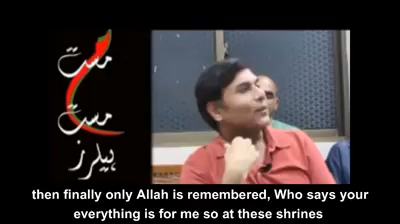 مست
مست
ہیلرز
then finally only Allah is remembered, Who says your
everything is for me so at these shrines